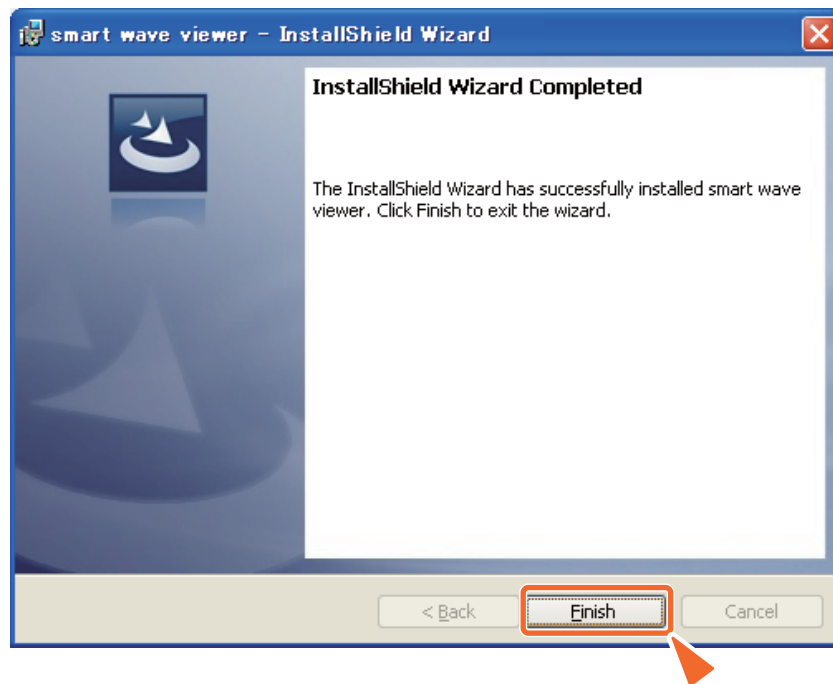 smart wave viewer - InstallShield Wizard
InstallShield Wizard Completed
The InstallShield Wizard has successfully installed smart wave
viewer. Click Finish to exit the wizard.
< Back Finish Cancel